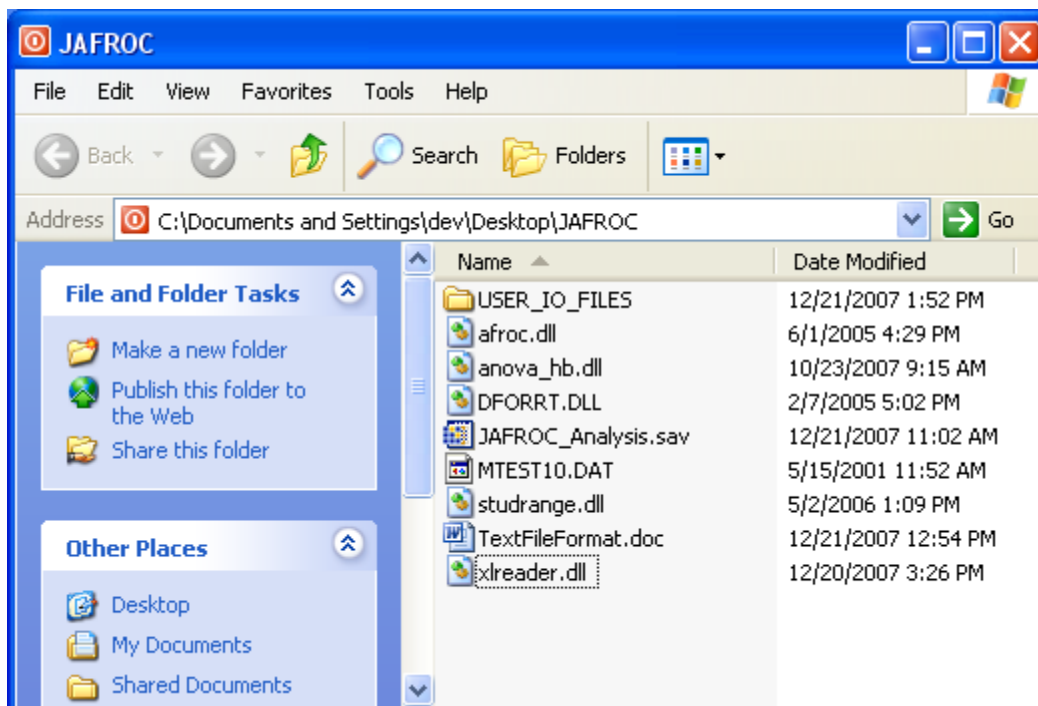 JAFROC
File Edit View Favorites Tools Help
Back Search Folders
Address C:\Documents and Settings\dev\Desktop\JAFROC Go
File and Folder Tasks
Make a new folder
Publish this folder to
the Web
Share this folder
Other Places
Desktop
My Documents
Shared Documents
Name Date Modified
USER_IO_FILES 12/21/2007 1:52 PM
afroc.dll 6/1/2005 4:29 PM
anova_hb.dll 10/23/2007 9:15 AM
DFORRT.DLL 2/7/2005 5:02 PM
JAFROC_Analysis.sav 12/21/2007 11:02 AM
MTEST10.DAT 5/15/2001 11:52 AM
studrange.dll 5/2/2006 1:09 PM
TextFileFormat.doc 12/21/2007 12:54 PM
xlreader.dll 12/20/2007 3:26 PM